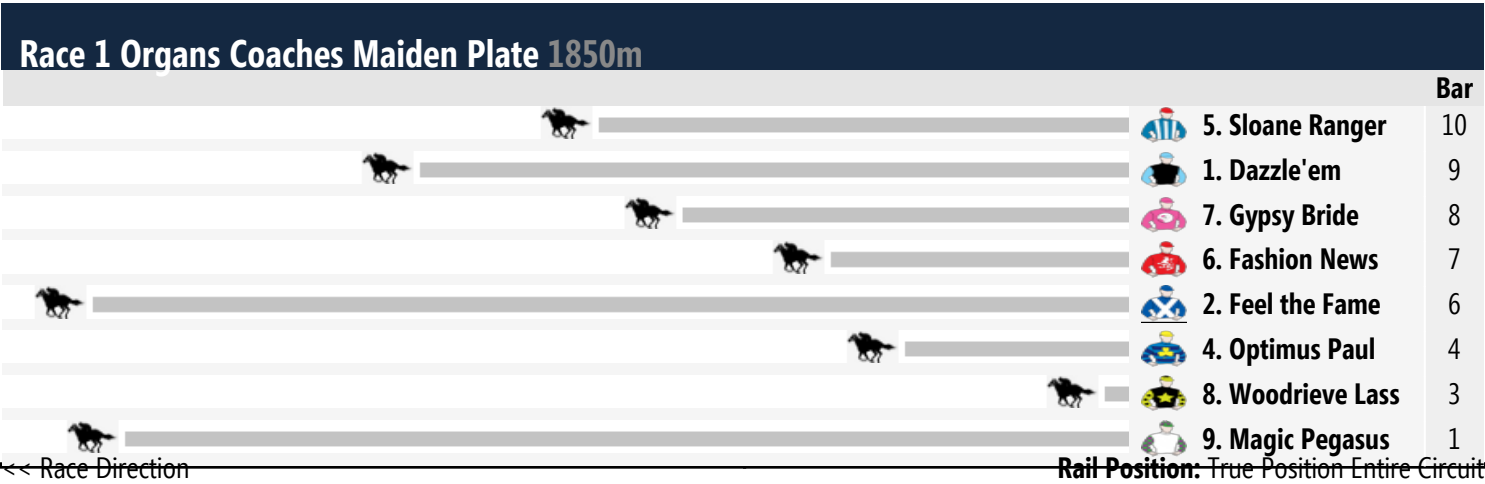 Race 1 Organs Coaches Maiden Plate 1850m
Bar
5. Sloane Ranger 10
1. Dazzle'em 9
7. Gypsy Bride 8
6. Fashion News 7
2. Feel the Fame 6
4. Optimus Paul 4
8. Woodrieve Lass 3
9. Magic Pegasus 1
<< Race Direction Rail Position: True Position Entire Circuit